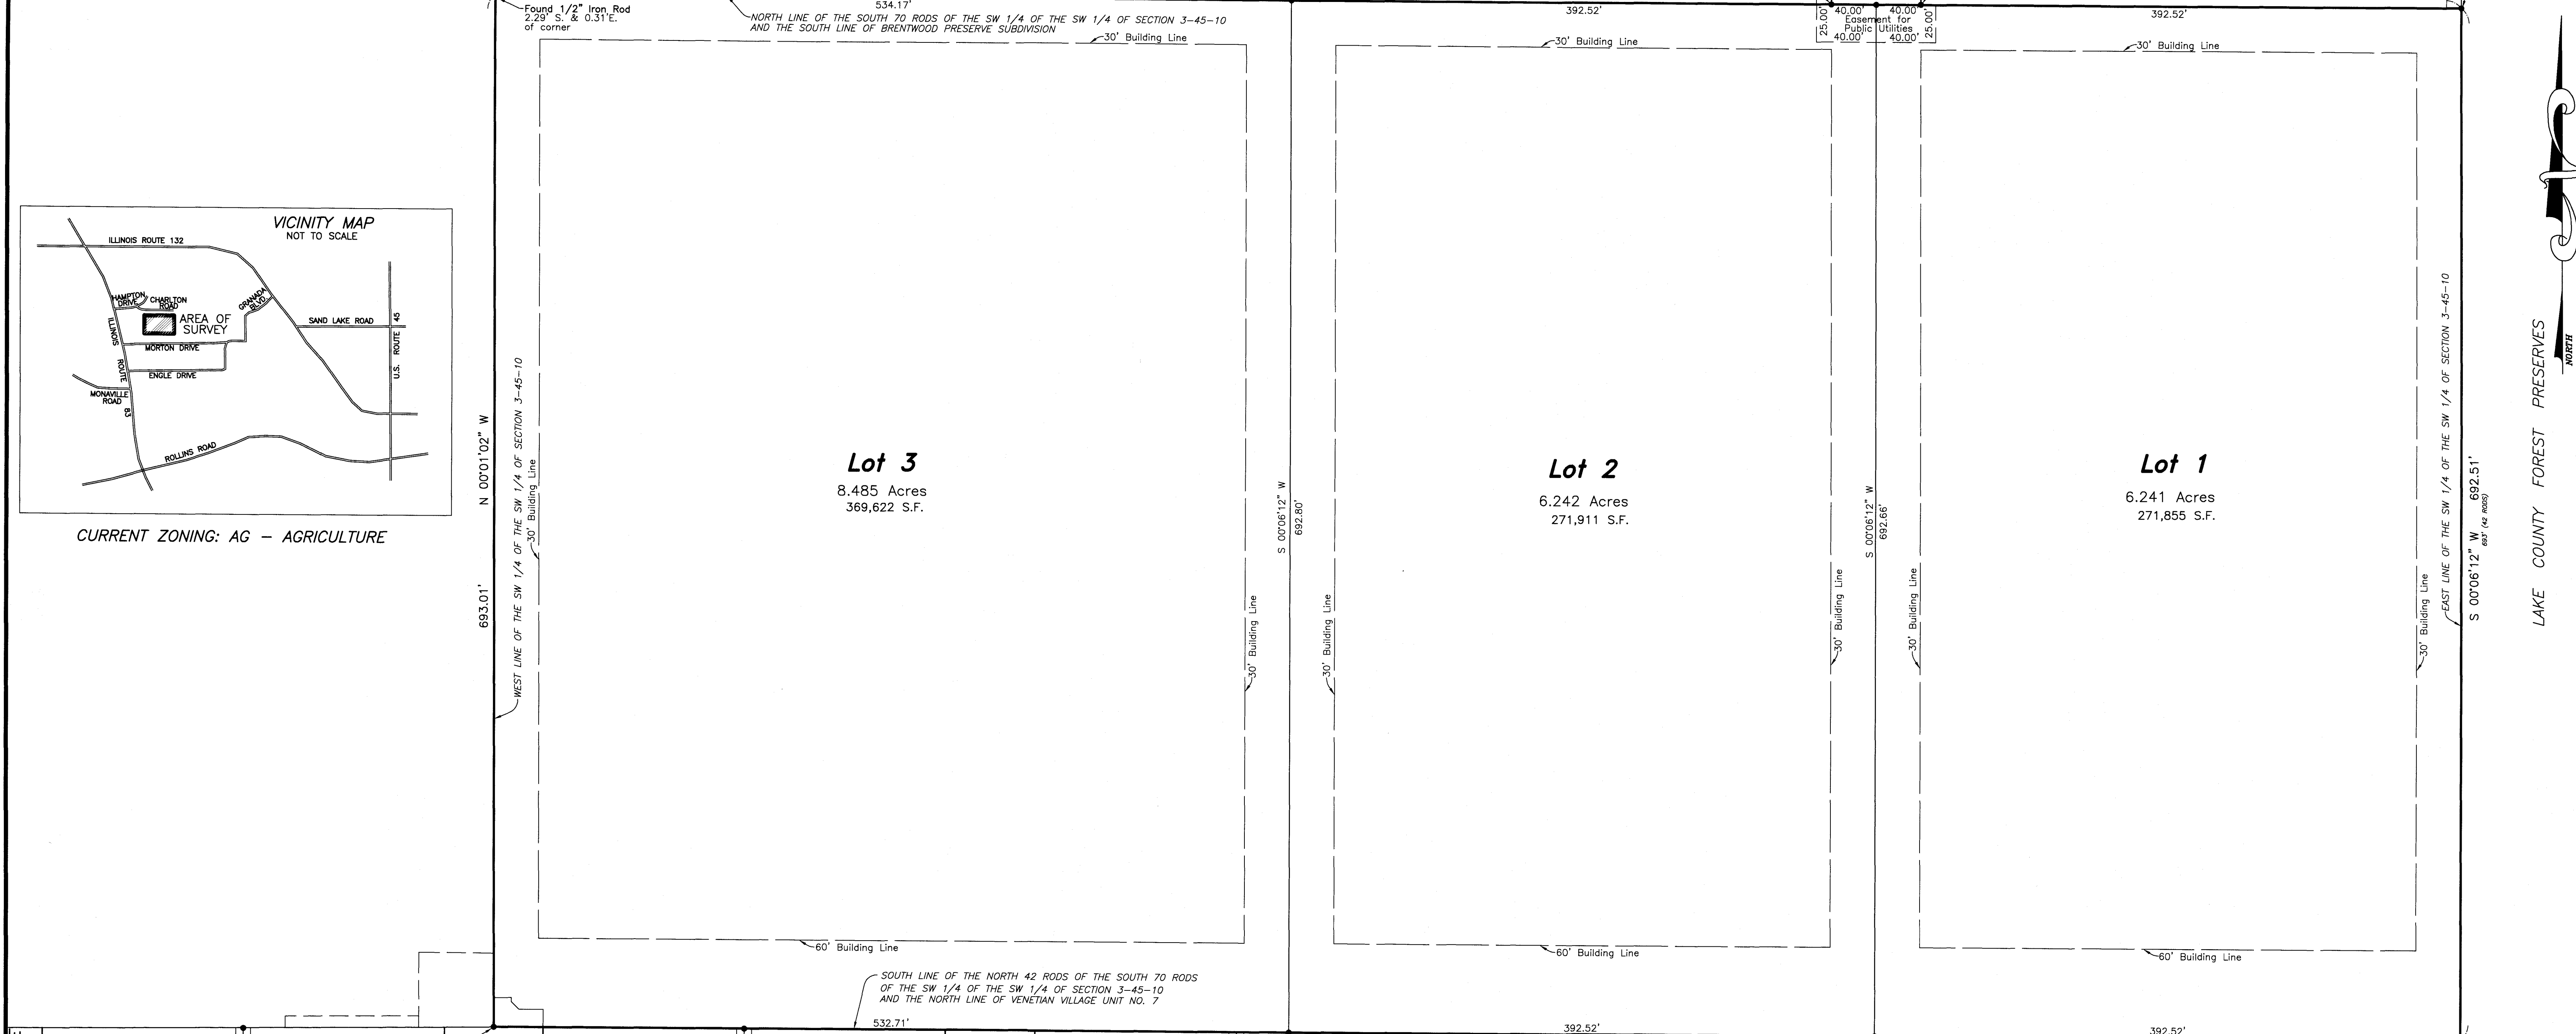 Found 1/2" Iron Rod
2.29' S. & 0.31'E.
of corner
534.17'
NORTH LINE OF THE SOUTH 70 RODS OF THE SW 1/4 OF THE SW 1/4 OF SECTION 3-45-10
AND THE SOUTH LINE OF BRENTWOOD PRESERVE SUBDIVISION
30' Building Line
392.52'
30' Building Line
25.00'
40.00' 40.00'
Easement for
Public Utilities
40.00' 40.00'
25.00'
392.52'
30' Building Line
VICINITY MAP
NOT TO SCALE
ILLINOIS ROUTE 132
HAMPTON
DRIVE
CHARLTON
ROAD
GRANADA
BLVD.
AREA OF
SURVEY
SAND LAKE ROAD
U.S. ROUTE 45
ILLINOIS ROUTE 83
MORTON DRIVE
ENGLE DRIVE
MONAVILLE
ROAD
ROLLINS ROAD
CURRENT ZONING: AG - AGRICULTURE
693.01' N 00°01'02" W
WEST LINE OF THE SW 1/4 OF THE SW 1/4 OF SECTION 3-45-10
30' Building Line
Lot 3
8.485 Acres
369,622 S.F.
30' Building Line
S 00°06'12" W
692.80'
30' Building Line
Lot 2
6.242 Acres
271,911 S.F.
30' Building Line
S 00°06'12" W
692.66'
30' Building Line
Lot 1
6.241 Acres
271,855 S.F.
30' Building Line
EAST LINE OF THE SW 1/4 OF THE SW 1/4 OF SECTION 3-45-10
S 00°06'12" W 692.51'
693' (42 RODS)
LAKE COUNTY FOREST PRESERVES
NORTH
60' Building Line
60' Building Line
60' Building Line
SOUTH LINE OF THE NORTH 42 RODS OF THE SOUTH 70 RODS
OF THE SW 1/4 OF THE SW 1/4 OF SECTION 3-45-10
AND THE NORTH LINE OF VENETIAN VILLAGE UNIT NO. 7
532.71'
392.52'
392.52'